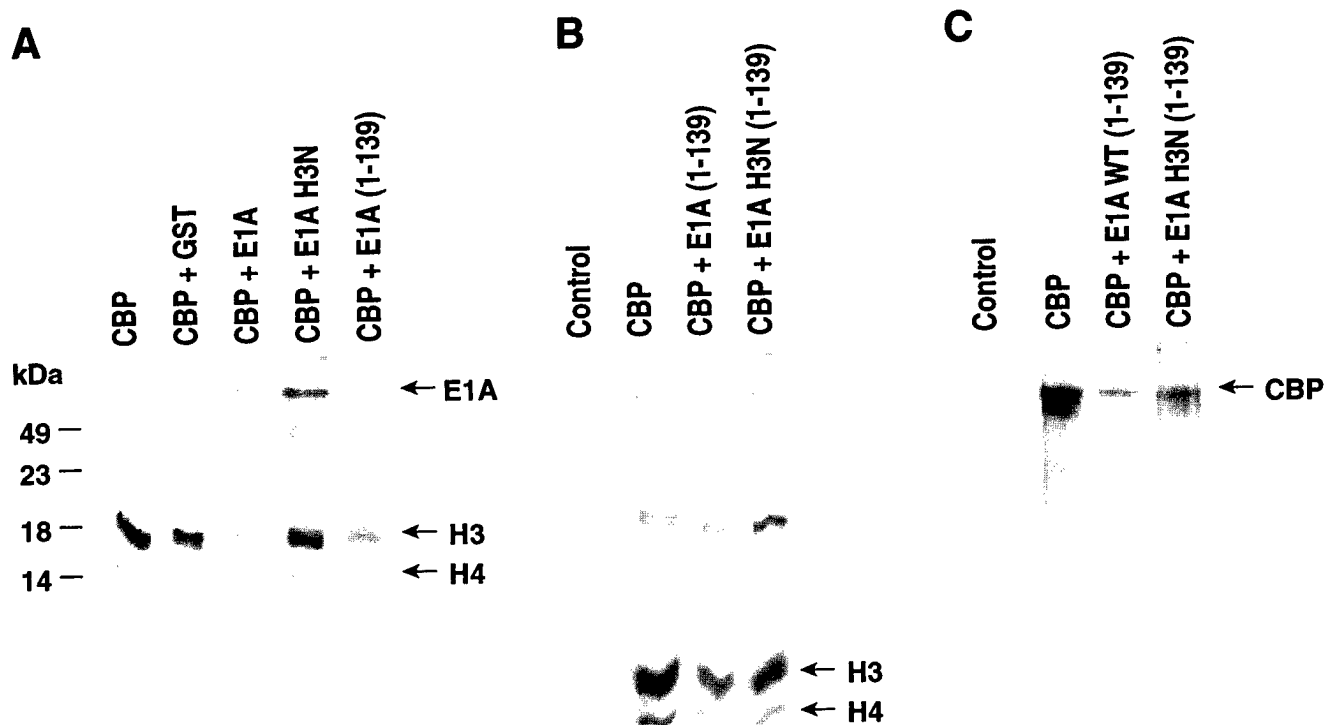 A
CBP
CBP + GST
CBP + E1A
CBP + E1A H3N
CBP + E1A (1-139)
kDa
49
23
18
14
E1A
H3
H4
B
Control
CBP
CBP + E1A (1-139)
CBP + E1A H3N (1-139)
H3
H4
C
Control
CBP
CBP + E1A WT (1-139)
CBP + E1A H3N (1-139)
CBP